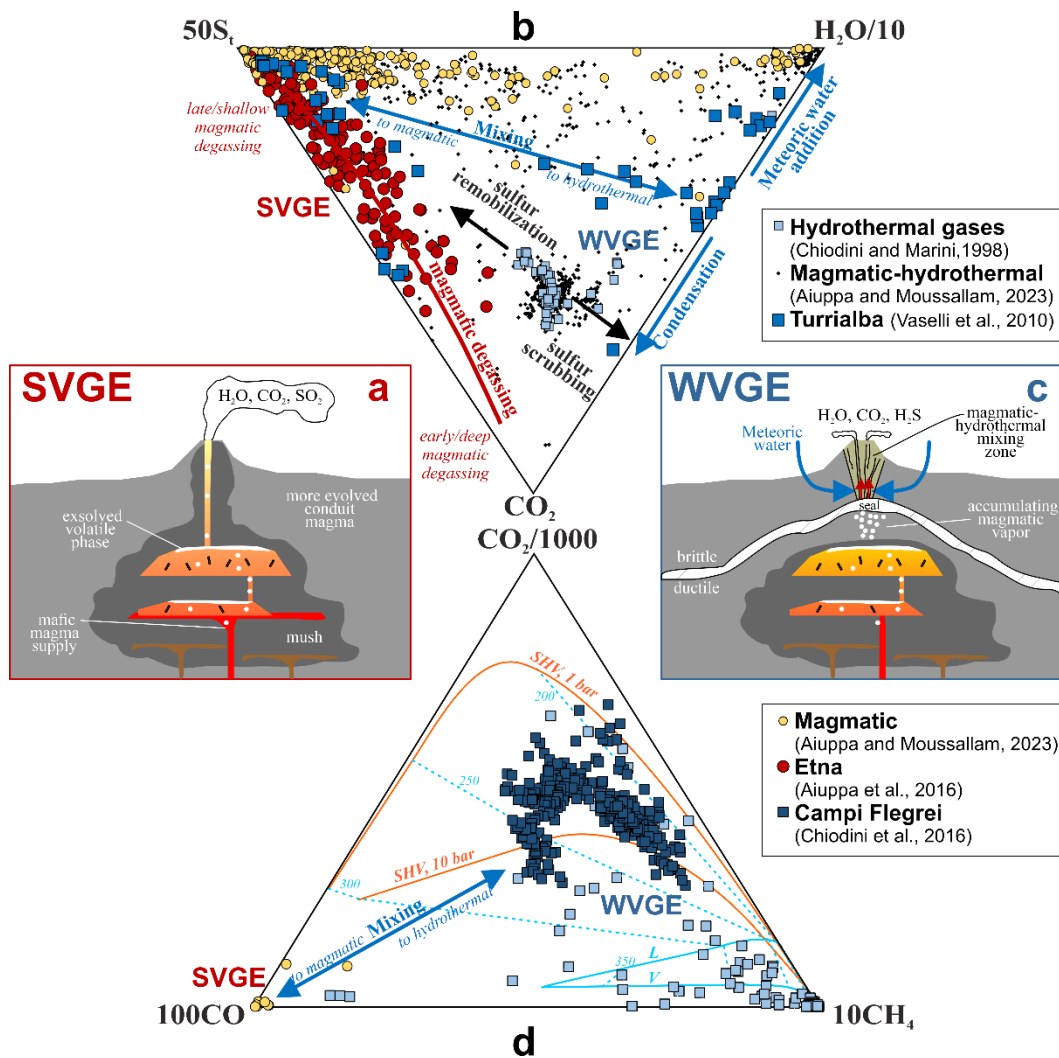 50Sₜ
b
H₂O/10
late/shallow
magmatic
degassing
to magmatic
Mixing
to hydrothermal
Meteoric water
addition
SVGE
sulfur
remobilization
WVGE
magmatic degassing
sulfur
scrubbing
Condensation
early/deep
magmatic
degassing
CO₂
Hydrothermal gases
(Chiodini and Marini,1998)
Magmatic-hydrothermal
(Aiuppa and Moussallam, 2023)
Turrialba (Vaselli et al., 2010)
SVGE
a
H₂O, CO₂, SO₂
more evolved
conduit
magma
exsolved
volatile
phase
mafic
magma
supply
mush
WVGE
c
H₂O, CO₂, H₂S
magmatic-
hydrothermal
mixing
zone
Meteoric
water
seal
accumulating
magmatic
vapor
brittle
ductile
CO₂/1000
SHV, 1 bar
200
250
SHV, 10 bar
300
to magmatic
Mixing
to hydrothermal
WVGE
L
350
V
SVGE
100CO
10CH₄
d
Magmatic
(Aiuppa and Moussallam, 2023)
Etna
(Aiuppa et al., 2016)
Campi Flegrei
(Chiodini et al., 2016)